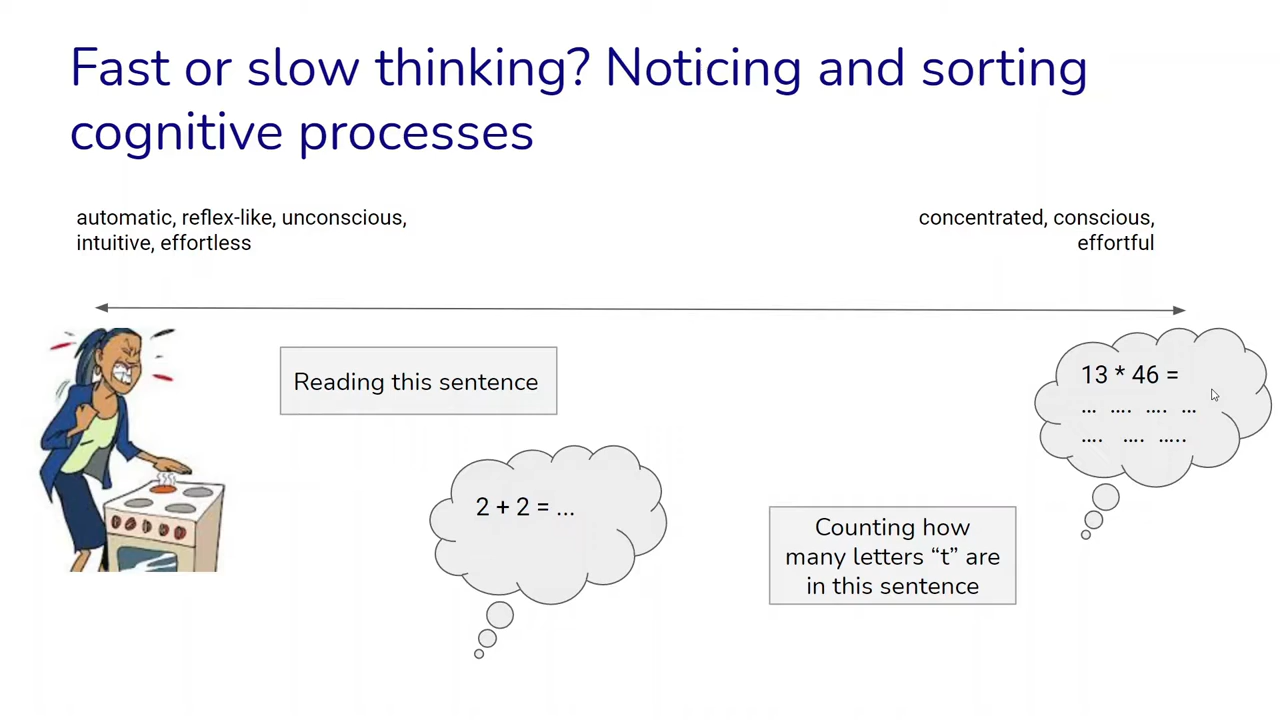 Fast or slow thinking? Noticing and sorting
cognitive processes
automatic, reflex-like, unconscious,
intuitive, effortless
concentrated, conscious,
effortful
Reading this sentence
2 + 2 = ...
Counting how
many letters “t” are
in this sentence
13 * 46 =
... .... .... ...
.... .... .....